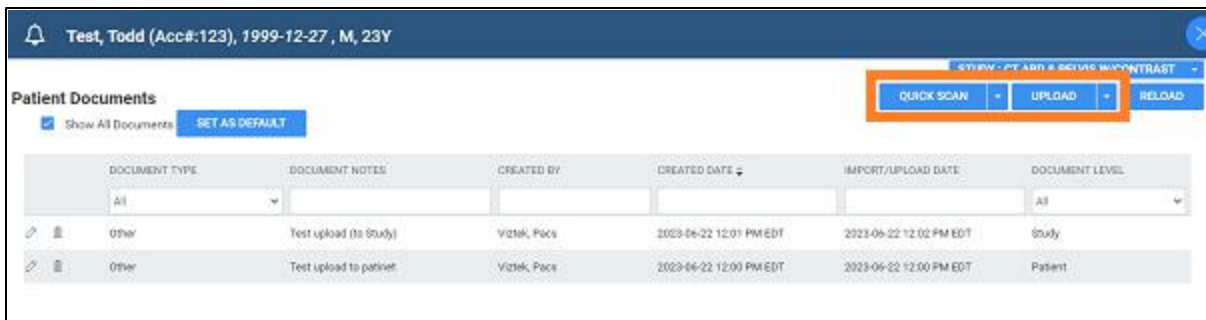 Test, Todd (Acc#:123), 1999-12-27 , M, 23Y
STUDY : CT ABD & PELVIS W/CONTRAST
Patient Documents
QUICK SCAN UPLOAD RELOAD
Show All Documents SET AS DEFAULT
DOCUMENT TYPE DOCUMENT NOTES CREATED BY CREATED DATE IMPORT/UPLOAD DATE DOCUMENT LEVEL
All All
Other Test upload (to Study) Viztek, Pacs 2023-06-22 12:01 PM EDT 2023-06-22 12:02 PM EDT Study
Other Test upload to patinet Viztek, Pacs 2023-06-22 12:00 PM EDT 2023-06-22 12:00 PM EDT Patient